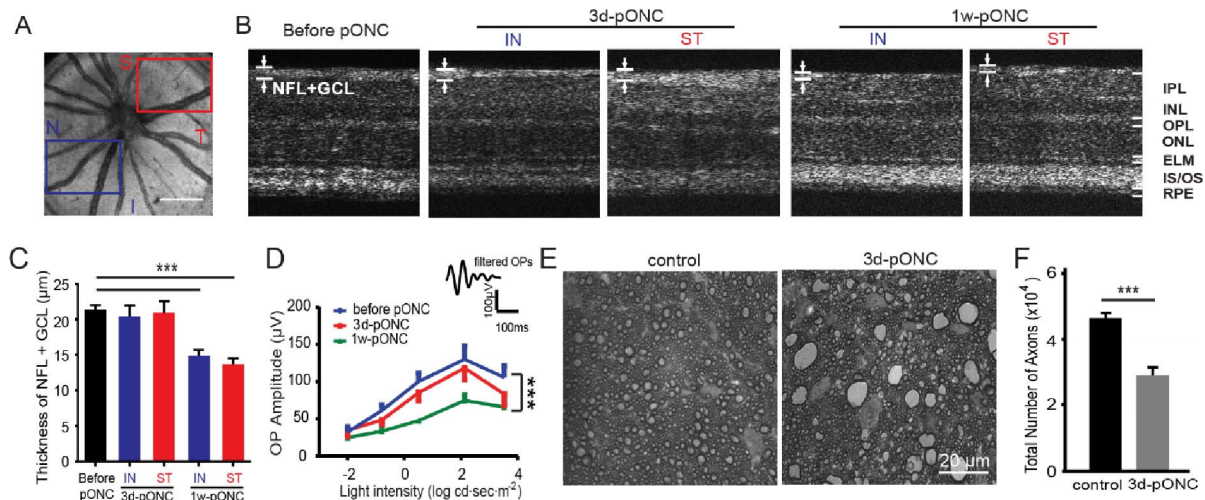 A
S
N
T
I
B
Before pONC
3d-pONC
1w-pONC
IN
ST
IN
ST
NFL+GCL
IPL
INL
OPL
ONL
ELM
IS/OS
RPE
C
Thickness of NFL + GCL (µm)
25
20
15
10
5
0
***
Before pONC
IN
ST
IN
ST
3d-pONC
1w-pONC
D
filtered OPs
100µV
100ms
OP Amplitude (µV)
200
150
100
50
0
before pONC
3d-pONC
1w-pONC
***
-2
0
2
4
Light intensity (log cd·sec·m⁻²)
E
control
3d-pONC
20 µm
F
Total Number of Axons (x10⁴)
6
4
2
0
***
control
3d-pONC